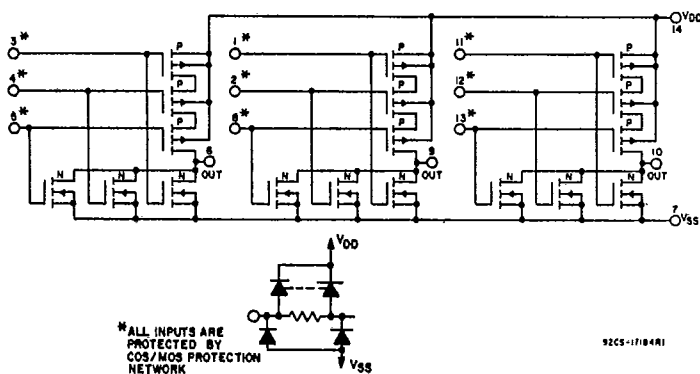 VDD
14
3* P 1* P 11* P
4* P 2* P 12* P
5* P 8* P 13* P
6 9 10
OUT OUT OUT
N N N N N N N N N
7
VSS
VDD
*ALL INPUTS ARE
PROTECTED BY
COS/MOS PROTECTION
NETWORK
VSS
92CS-17184R1